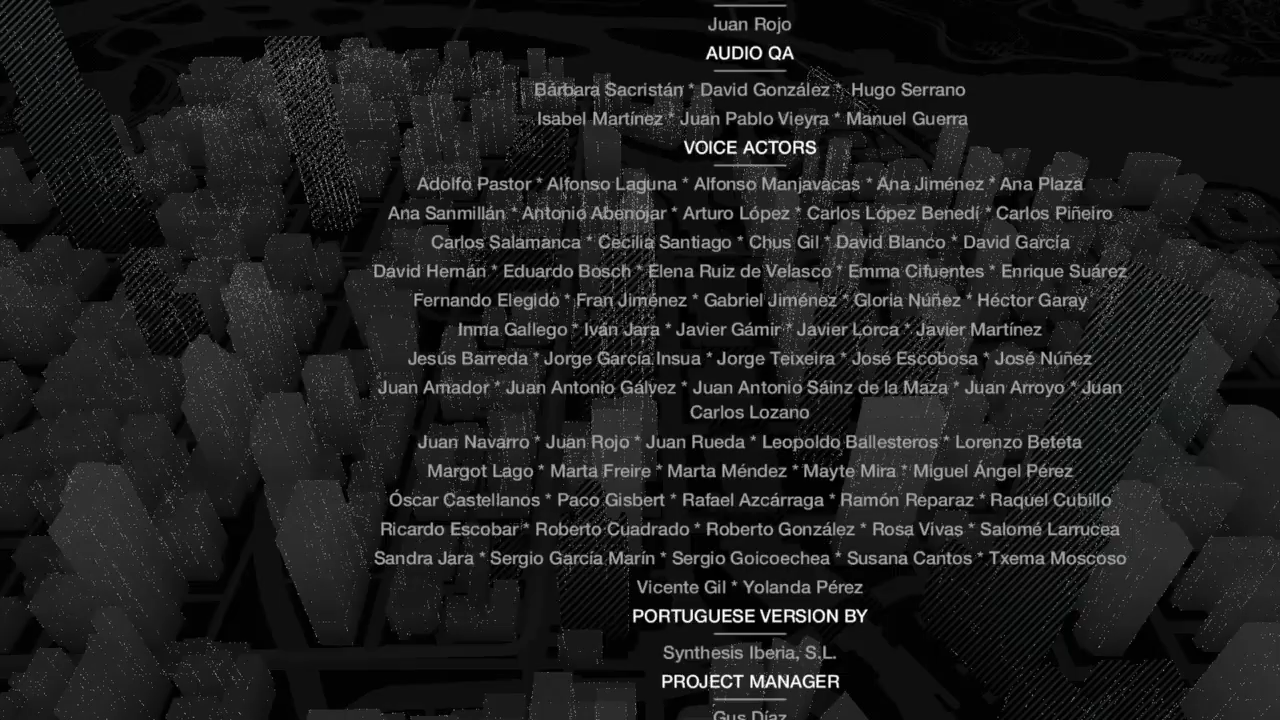 Juan Rojo
AUDIO QA
Bárbara Sacristán * David González * Hugo Serrano
Isabel Martínez * Juan Pablo Vieyra * Manuel Guerra
VOICE ACTORS
Adolfo Pastor * Alfonso Laguna * Alfonso Manjavacas * Ana Jiménez * Ana Plaza
Ana Sanmillán * Antonio Abenójar * Arturo López * Carlos López Benedí * Carlos Piñeiro
Carlos Salamanca * Cecilia Santiago * Chus Gil * David Blanco * David García
David Hernán * Eduardo Bosch * Elena Ruiz de Velasco * Emma Cifuentes * Enrique Suárez
Fernando Elegido * Fran Jiménez * Gabriel Jiménez * Gloria Núñez * Héctor Garay
Inma Gallego * Iván Jara * Javier Gámir * Javier Lorca * Javier Martínez
Jesús Barreda * Jorge García Insua * Jorge Teixeira * José Escobosa * José Núñez
Juan Amador * Juan Antonio Gálvez * Juan Antonio Sáinz de la Maza * Juan Arroyo * Juan
Carlos Lozano
Juan Navarro * Juan Rojo * Juan Rueda * Leopoldo Ballesteros * Lorenzo Beteta
Margot Lago * Marta Freire * Marta Méndez * Mayte Mira * Miguel Ángel Pérez
Óscar Castellanos * Paco Gisbert * Rafael Azcárraga * Ramón Reparaz * Raquel Cubillo
Ricardo Escobar * Roberto Cuadrado * Roberto González * Rosa Vivas * Salomé Larrucea
Sandra Jara * Sergio García Marín * Sergio Goicoechea * Susana Cantos * Txema Moscoso
Vicente Gil * Yolanda Pérez
PORTUGUESE VERSION BY
Synthesis Iberia, S.L.
PROJECT MANAGER
Gus Díaz